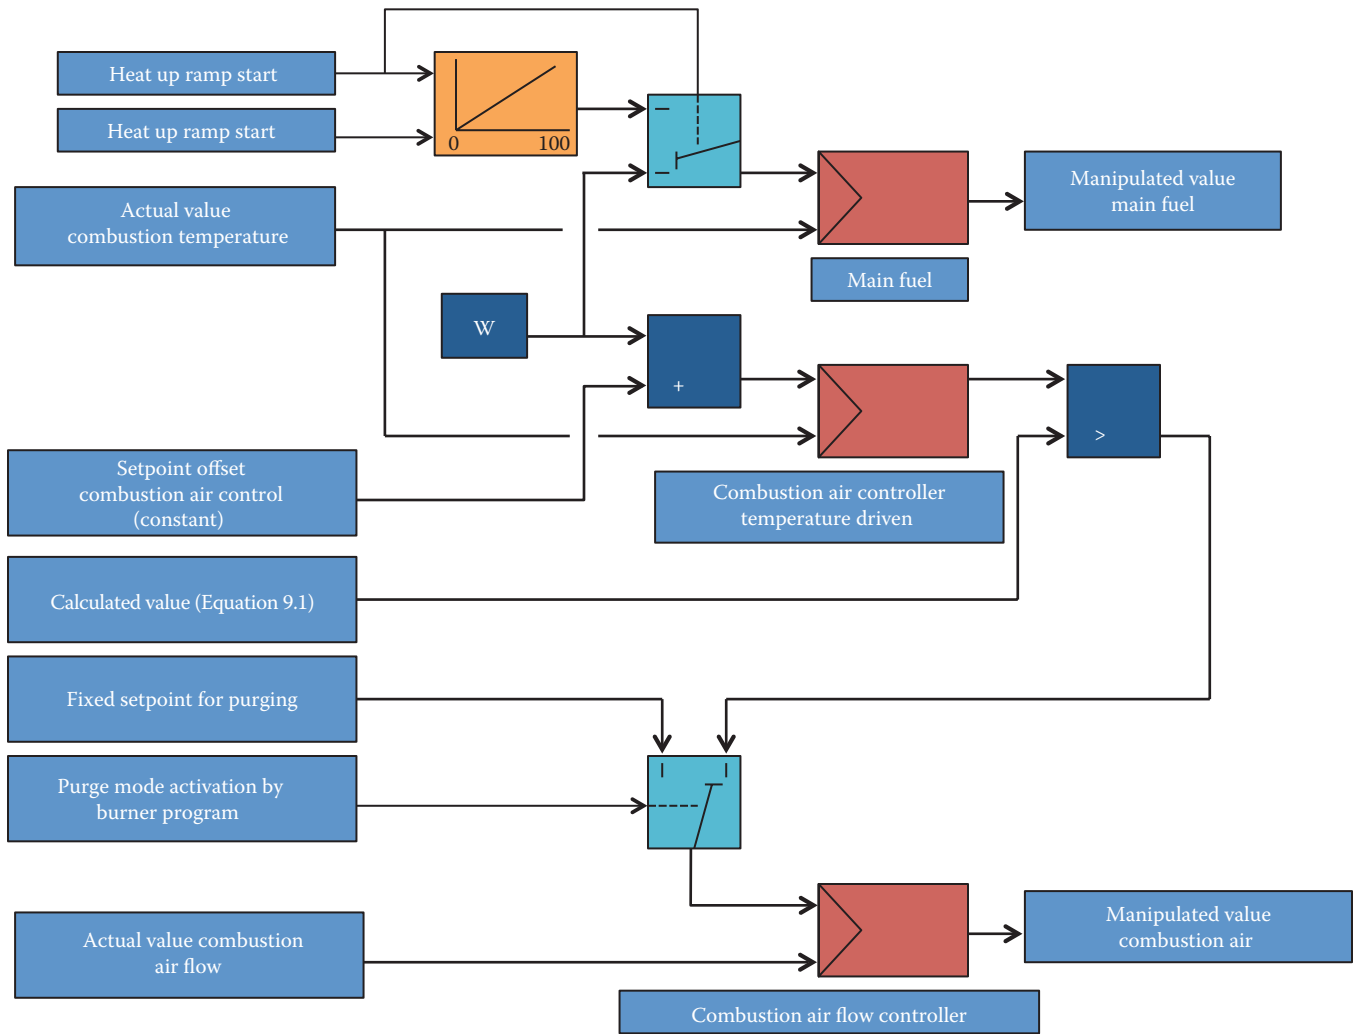 Heat up ramp start
Heat up ramp start
0 100
Actual value
combustion temperature
Manipulated value
main fuel
Main fuel
W
+
Setpoint offset
combustion air control
(constant)
>
Combustion air controller
temperature driven
Calculated value (Equation 9.1)
Fixed setpoint for purging
Purge mode activation by
burner program
Actual value combustion
air flow
Manipulated value
combustion air
Combustion air flow controller